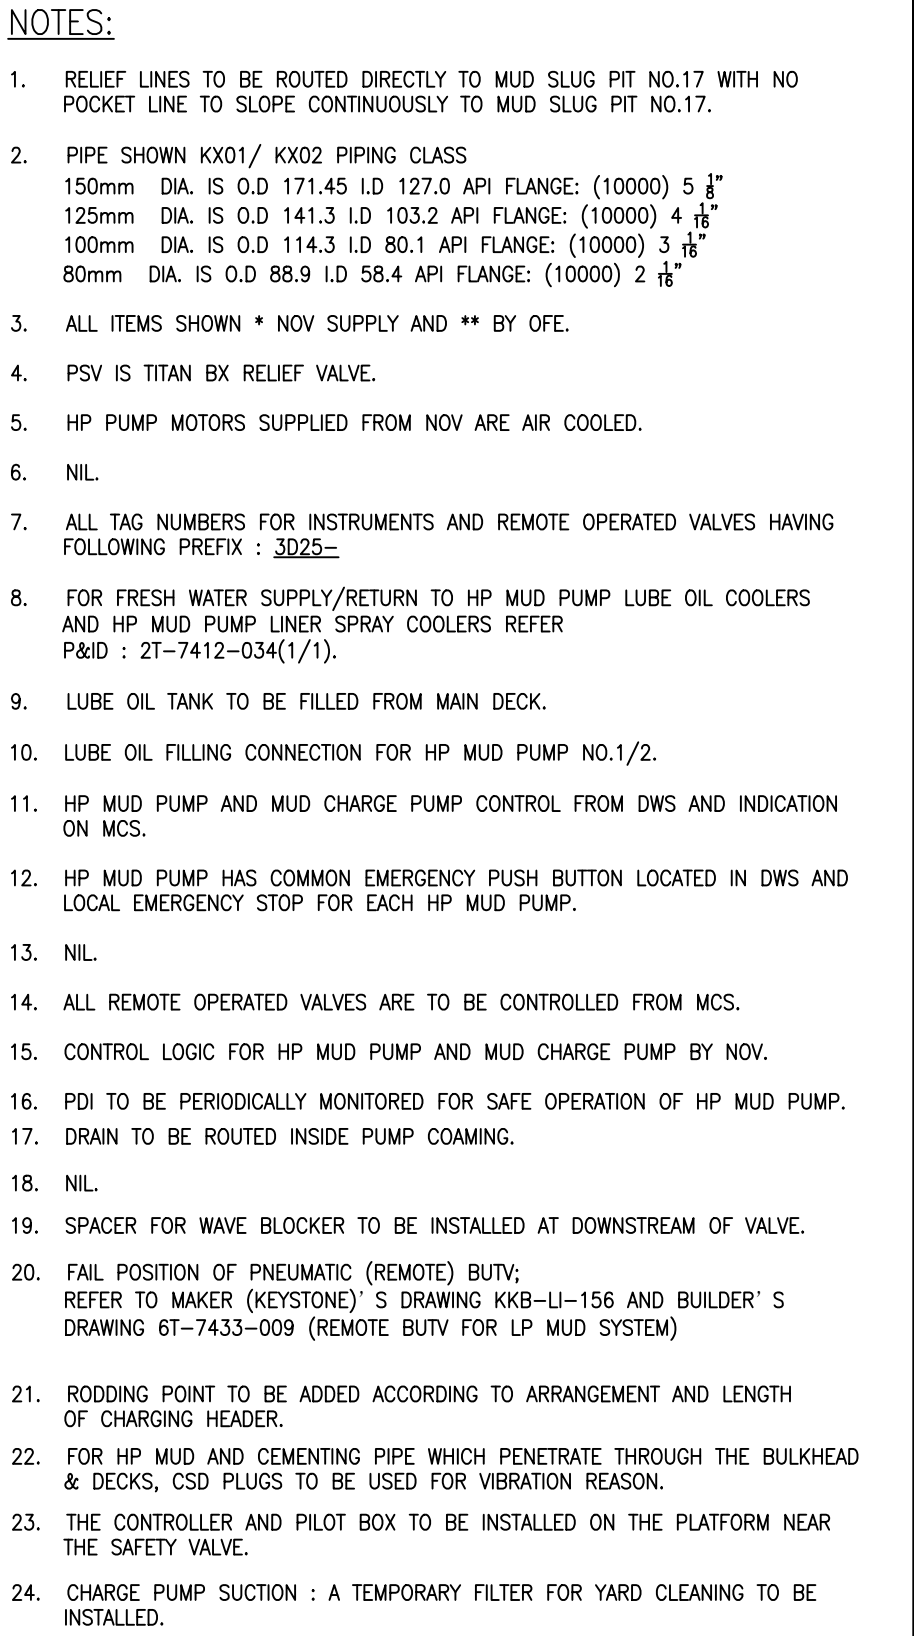 NOTES:
1. RELIEF LINES TO BE ROUTED DIRECTLY TO MUD SLUG PIT NO.17 WITH NO
POCKET LINE TO SLOPE CONTINUOUSLY TO MUD SLUG PIT NO.17.
2. PIPE SHOWN KX01/ KX02 PIPING CLASS
150mm DIA. IS O.D 171.45 I.D 127.0 API FLANGE: (10000) 5 1/8"
125mm DIA. IS O.D 141.3 I.D 103.2 API FLANGE: (10000) 4 1/16"
100mm DIA. IS O.D 114.3 I.D 80.1 API FLANGE: (10000) 3 1/16"
80mm DIA. IS O.D 88.9 I.D 58.4 API FLANGE: (10000) 2 1/16"
3. ALL ITEMS SHOWN * NOV SUPPLY AND ** BY OFE.
4. PSV IS TITAN BX RELIEF VALVE.
5. HP PUMP MOTORS SUPPLIED FROM NOV ARE AIR COOLED.
6. NIL.
7. ALL TAG NUMBERS FOR INSTRUMENTS AND REMOTE OPERATED VALVES HAVING
FOLLOWING PREFIX : 3D25-
8. FOR FRESH WATER SUPPLY/RETURN TO HP MUD PUMP LUBE OIL COOLERS
AND HP MUD PUMP LINER SPRAY COOLERS REFER
P&ID : 2T-7412-034(1/1).
9. LUBE OIL TANK TO BE FILLED FROM MAIN DECK.
10. LUBE OIL FILLING CONNECTION FOR HP MUD PUMP NO.1/2.
11. HP MUD PUMP AND MUD CHARGE PUMP CONTROL FROM DWS AND INDICATION
ON MCS.
12. HP MUD PUMP HAS COMMON EMERGENCY PUSH BUTTON LOCATED IN DWS AND
LOCAL EMERGENCY STOP FOR EACH HP MUD PUMP.
13. NIL.
14. ALL REMOTE OPERATED VALVES ARE TO BE CONTROLLED FROM MCS.
15. CONTROL LOGIC FOR HP MUD PUMP AND MUD CHARGE PUMP BY NOV.
16. PDI TO BE PERIODICALLY MONITORED FOR SAFE OPERATION OF HP MUD PUMP.
17. DRAIN TO BE ROUTED INSIDE PUMP COAMING.
18. NIL.
19. SPACER FOR WAVE BLOCKER TO BE INSTALLED AT DOWNSTREAM OF VALVE.
20. FAIL POSITION OF PNEUMATIC (REMOTE) BUTV;
REFER TO MAKER (KEYSTONE)' S DRAWING KKB-LI-156 AND BUILDER' S
DRAWING 6T-7433-009 (REMOTE BUTV FOR LP MUD SYSTEM)
21. RODDING POINT TO BE ADDED ACCORDING TO ARRANGEMENT AND LENGTH
OF CHARGING HEADER.
22. FOR HP MUD AND CEMENTING PIPE WHICH PENETRATE THROUGH THE BULKHEAD
& DECKS, CSD PLUGS TO BE USED FOR VIBRATION REASON.
23. THE CONTROLLER AND PILOT BOX TO BE INSTALLED ON THE PLATFORM NEAR
THE SAFETY VALVE.
24. CHARGE PUMP SUCTION : A TEMPORARY FILTER FOR YARD CLEANING TO BE
INSTALLED.